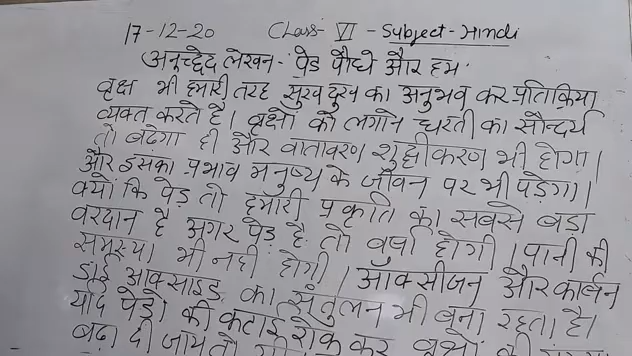 17-12-20 Class- VI - Subject- Hindi
अनुच्छेद लेखन- पेड पौधे और हम
वृक्ष भी हमारी तरह सुख दुख का अनुभव कर प्रतिक्रिया
व्यक्त करते है। वृक्षों को लगाने धरती का सौन्दर्य
तो बढेगा ही और वातावरण शुद्धीकरण भी होगा।
और इसका प्रभाव मनुष्य के जीवन पर भी पड़ेगा।
क्यों कि पेड़ तो हमारी प्रकृति का सबसे बडा
वरदान है अगर पेड़ है तो वर्षा होगी। पानी की
समस्या भी नही होगी। ऑक्सीजन और कार्बन
डाई आक्साइड का संतुलन भी बना रहता है।
यदि पेड़ो की कटाई रोक कर वृक्षों की
बढ़ा दी जाय तो